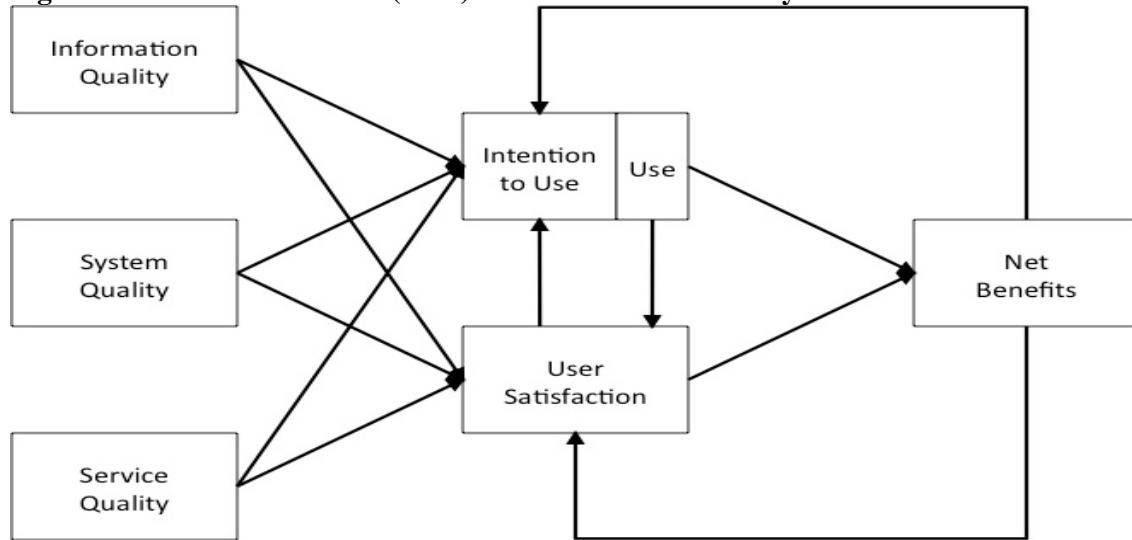 Information
Quality
System
Quality
Service
Quality
Intention
to Use
Use
User
Satisfaction
Net
Benefits